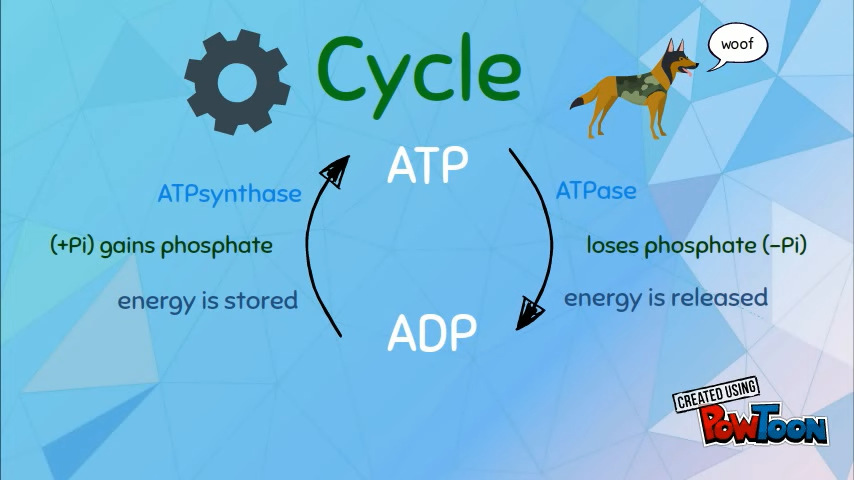 Cycle
woof
ATP
ATPsynthase
ATPase
(+Pi) gains phosphate
loses phosphate (-Pi)
energy is stored
energy is released
ADP
CREATED USING
POWTOON